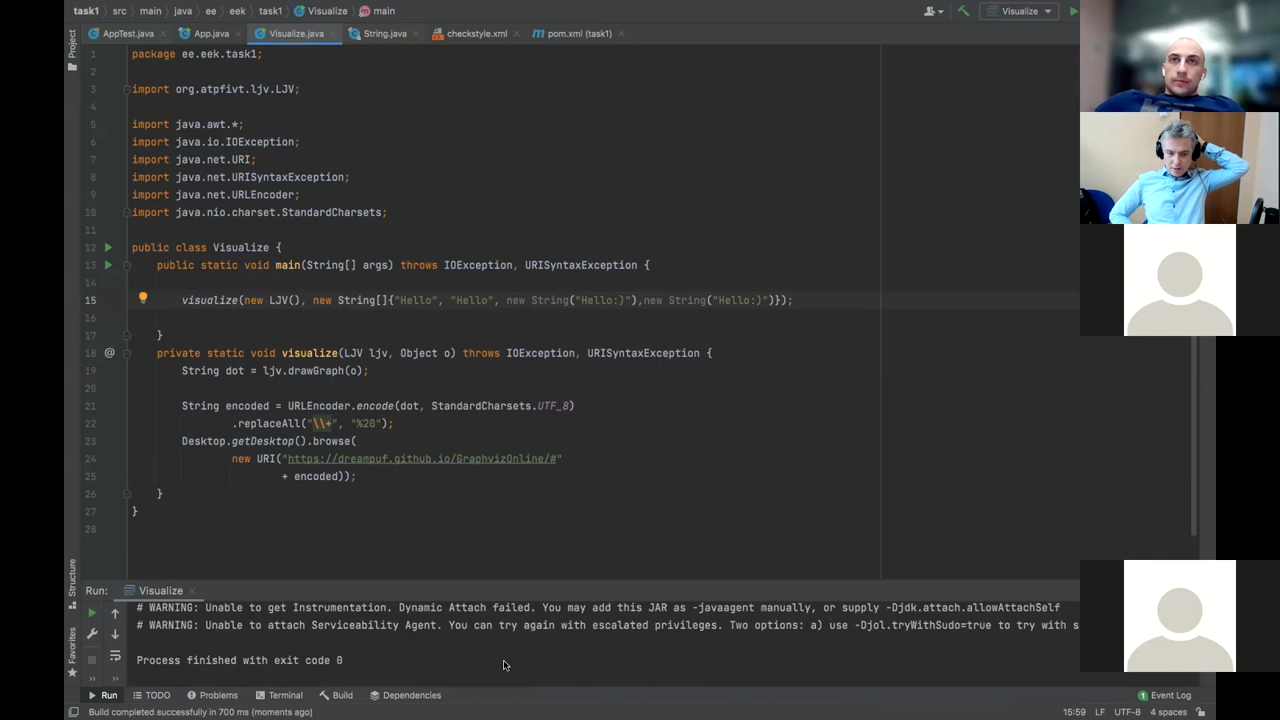 task1 src main java ee eek task1 Visualize main Visualize
AppTest.java App.java Visualize.java String.java checkstyle.xml pom.xml (task1)
Project
1 package ee.eek.task1;
2
3 import org.atpfivt.ljv.LJV;
4
5 import java.awt.*;
6 import java.io.IOException;
7 import java.net.URI;
8 import java.net.URISyntaxException;
9 import java.net.URLEncoder;
10 import java.nio.charset.StandardCharsets;
11
12 public class Visualize {
13 public static void main(String[] args) throws IOException, URISyntaxException {
14
15 visualize(new LJV(), new String[]{"Hello", "Hello", new String("Hello:)"),new String("Hello:)")});
16
17 }
18 @ private static void visualize(LJV ljv, Object o) throws IOException, URISyntaxException {
19 String dot = ljv.drawGraph(o);
20
21 String encoded = URLEncoder.encode(dot, StandardCharsets.UTF_8)
22 .replaceAll("\\+", "%20");
23 Desktop.getDesktop().browse(
24 new URI("https://dreampuf.github.io/GraphvizOnline/#"
25 + encoded));
26 }
27 }
28
Structure
Favorites
Run: Visualize
# WARNING: Unable to get Instrumentation. Dynamic Attach failed. You may add this JAR as -javaagent manually, or supply -Djdk.attach.allowAttachSelf
# WARNING: Unable to attach Serviceability Agent. You can try again with escalated privileges. Two options: a) use -Djol.tryWithSudo=true to try with s
Process finished with exit code 0
Run TODO Problems Terminal Build Dependencies 1 Event Log
Build completed successfully in 700 ms (moments ago) 15:59 LF UTF-8 4 spaces